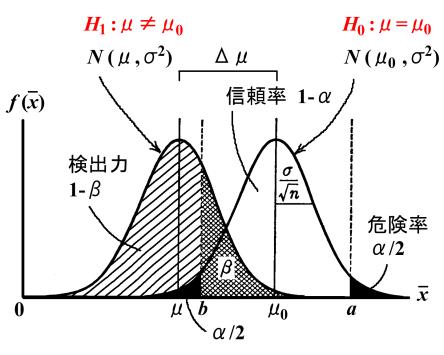 H₁ : μ ≠ μ₀
H₀ : μ = μ₀
N ( μ , σ² )
Δ μ
N ( μ₀ , σ² )
f (x̄)
信頼率 1-α
検出力
1-β
σ
√n
危険率
α/2
β
0
μ
b
μ₀
a
x̄
α/2